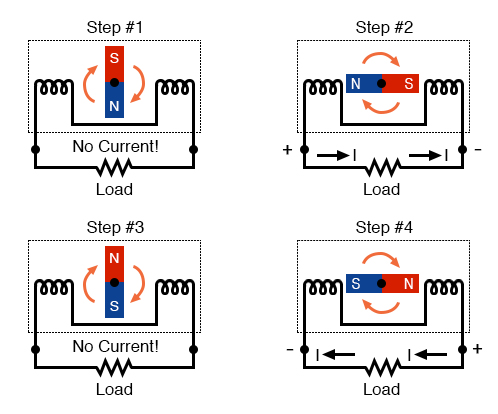 Step #1
S
N
No Current!
Load
Step #2
N S
+ I I -
Load
Step #3
N
S
No Current!
Load
Step #4
S N
- I I +
Load